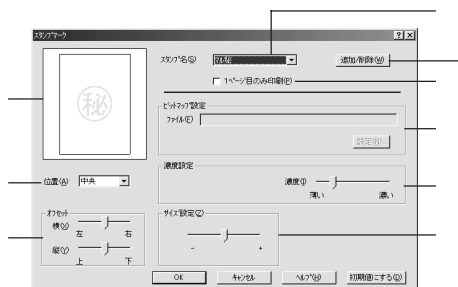 スタンプマーク
スタンプ名(S)
マル秘
追加/削除(W)
1ページ目のみ印刷(P)
秘
ビットマップ設定
ファイル(F)
設定(N)...
位置(A)
中央
濃度設定
濃度(I)
薄い
濃い
オフセット
横(X)
左
右
縦(Y)
上
下
サイズ設定(Z)
-
+
OK
キャンセル
ヘルプ(H)
初期値にする(D)